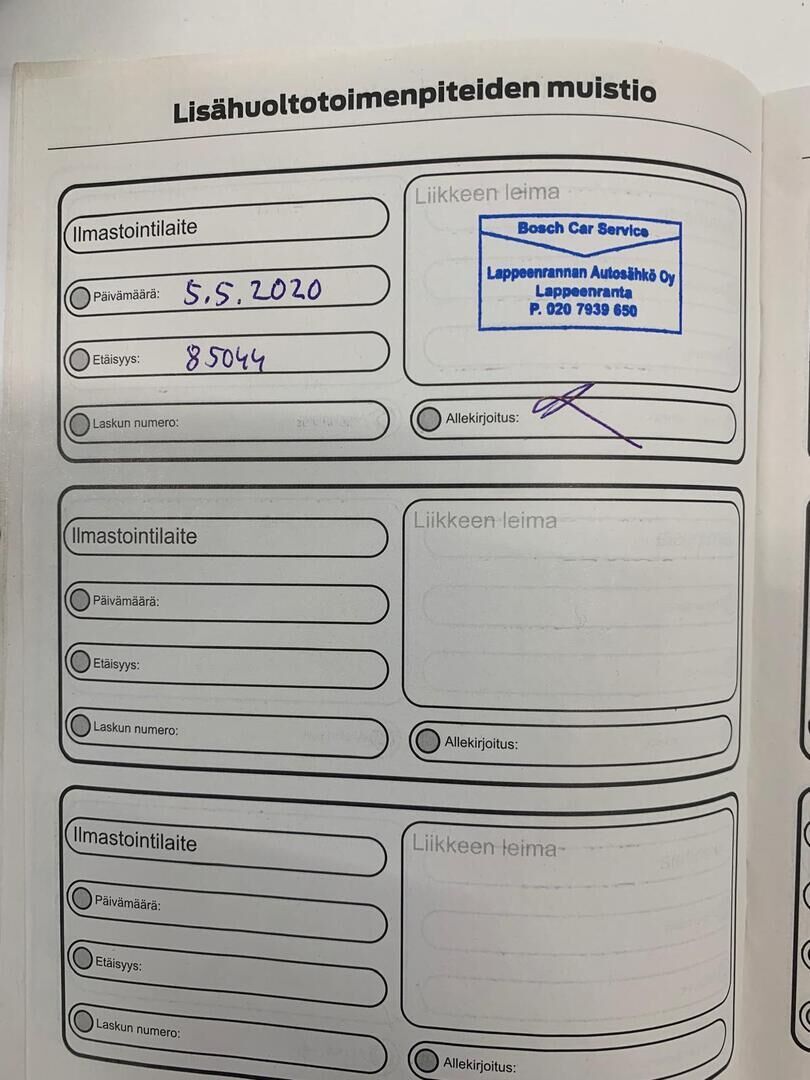 Lisähuoltotoimenpiteiden muistio
Ilmastointilaite
Päivämäärä: 5.5.2020
Etäisyys: 85044
Laskun numero:
Liikkeen leima
Bosch Car Service
Lappeenrannan Autosähkö Oy
Lappeenranta
P. 020 7939 650
Allekirjoitus:
Ilmastointilaite
Päivämäärä:
Etäisyys:
Laskun numero:
Liikkeen leima
Allekirjoitus:
Ilmastointilaite
Päivämäärä:
Etäisyys:
Laskun numero:
Liikkeen leima
Allekirjoitus: